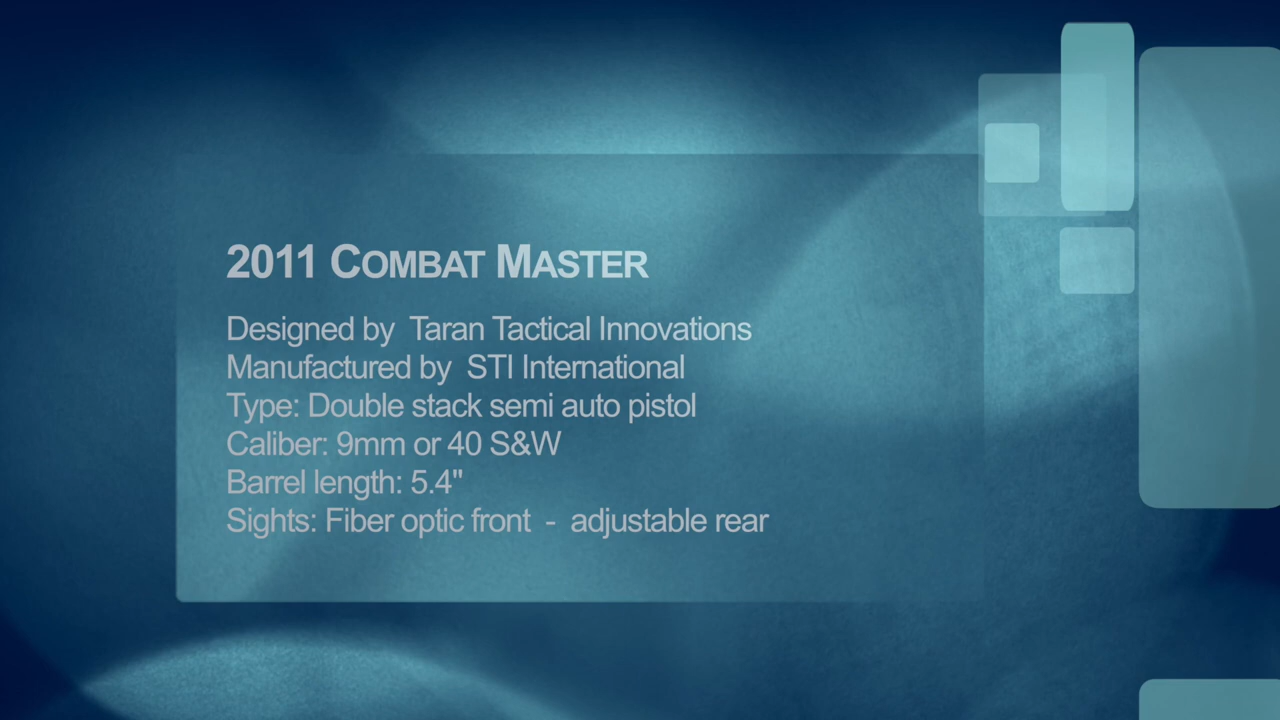 2011 COMBAT MASTER
Designed by  Taran Tactical Innovations
Manufactured by  STI International
Type: Double stack semi auto pistol
Caliber: 9mm or 40 S&W
Barrel length: 5.4"
Sights: Fiber optic front  -  adjustable rear